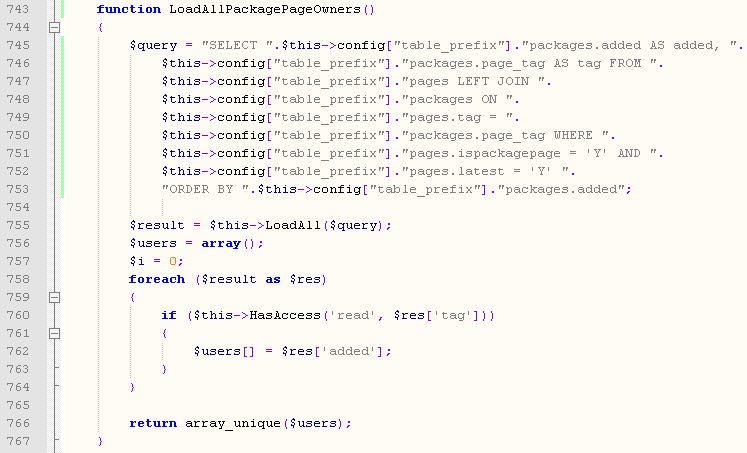 743 function LoadAllPackagePageOwners()
744 {
745 $query = "SELECT ".$this->config["table_prefix"]."packages.added AS added, ".
746 $this->config["table_prefix"]."packages.page_tag AS tag FROM ".
747 $this->config["table_prefix"]."pages LEFT JOIN ".
748 $this->config["table_prefix"]."packages ON ".
749 $this->config["table_prefix"]."pages.tag = ".
750 $this->config["table_prefix"]."packages.page_tag WHERE ".
751 $this->config["table_prefix"]."pages.ispackagepage = 'Y' AND ".
752 $this->config["table_prefix"]."pages.latest = 'Y' ".
753 "ORDER BY ".$this->config["table_prefix"]."packages.added";
754
755 $result = $this->LoadAll($query);
756 $users = array();
757 $i = 0;
758 foreach ($result as $res)
759 {
760 if ($this->HasAccess('read', $res['tag']))
761 {
762 $users[] = $res['added'];
763 }
764 }
765
766 return array_unique($users);
767 }